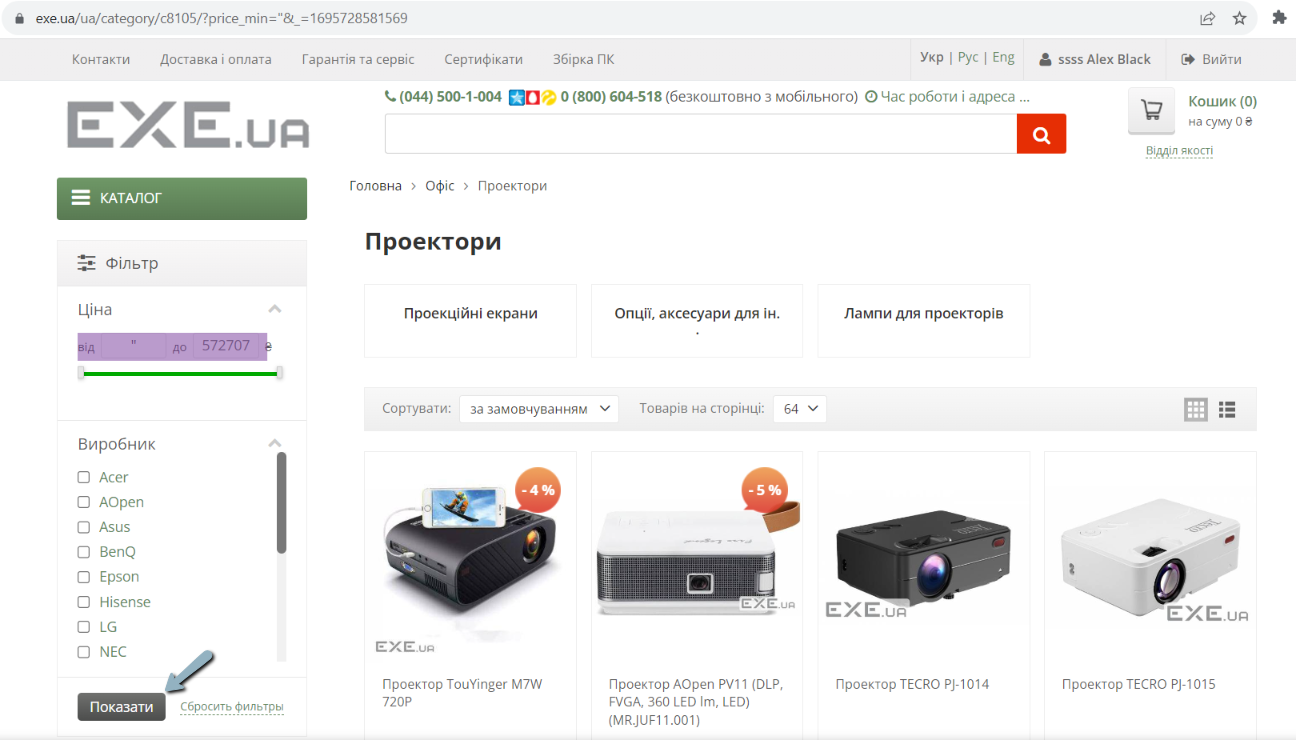 exe.ua/ua/category/c8105/?price_min="&_=1695728581569
Контакти Доставка і оплата Гарантія та сервіс Сертифікати Збірка ПК Укр | Рус | Eng ssss Alex Black Вийти
(044) 500-1-004 0 (800) 604-518 (безкоштовно з мобільного) Час роботи і адреса ...
EXE.UA
Кошик (0)
на суму 0 ₴
Відділ якості
КАТАЛОГ
Головна > Офіс > Проектори
Фільтр
Ціна
від " до 572707 ₴
Виробник
Acer
AOpen
Asus
BenQ
Epson
Hisense
LG
NEC
Показати Сбросить фильтры
Проектори
Проекційні екрани
Опції, аксесуари для ін.
.
Лампи для проекторів
Сортувати: за замовчуванням Товарів на сторінці: 64
- 4 %
EXE.UA
Проектор TouYinger M7W
720P
- 5 %
EXE.UA
Проектор AOpen PV11 (DLP,
FVGA, 360 LED lm, LED)
(MR.JUF11.001)
EXE.UA
Проектор TECRO PJ-1014
EXE.UA
Проектор TECRO PJ-1015